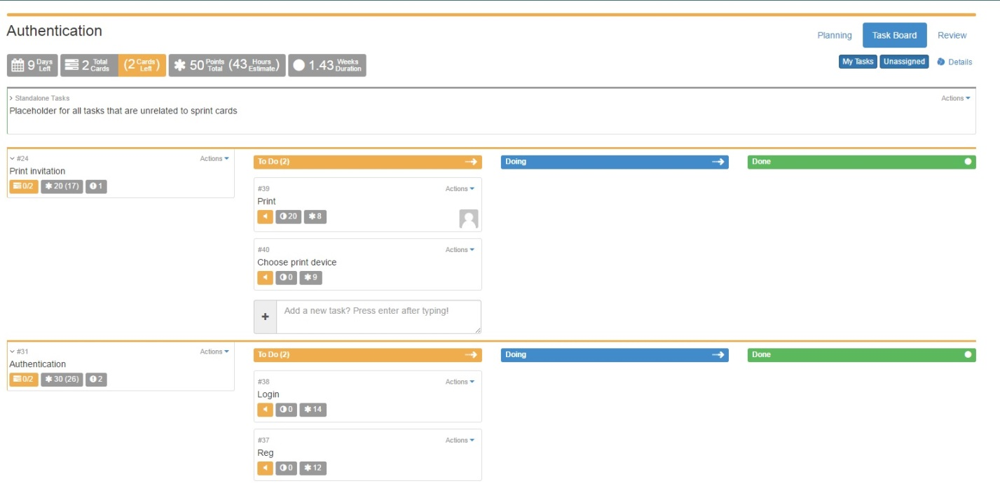 Authentication
Planning Task Board Review
9 Days Left 2 Total Cards (2 Cards Left) 50 Points Total (43 Hours Estimate) 1.43 Weeks Duration
My Tasks Unassigned Details
Standalone Tasks Actions
Placeholder for all tasks that are unrelated to sprint cards
#24 Actions
Print invitation
0/2 20 (17) 1
To Do (2) Doing Done
#39 Actions
Print
20 8
#40 Actions
Choose print device
0 9
Add a new task? Press enter after typing!
#31 Actions
Authentication
0/2 30 (26) 2
To Do (2) Doing Done
#38 Actions
Login
0 14
#37 Actions
Reg
0 12